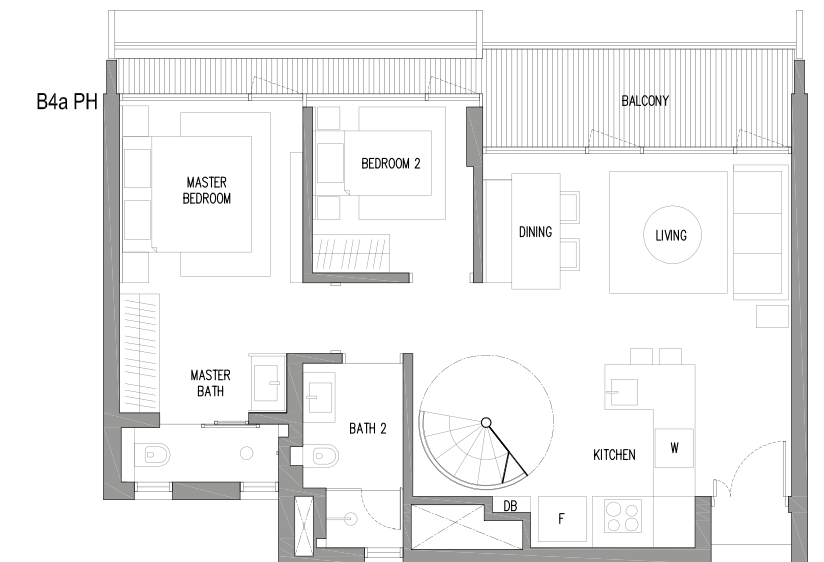 B4a PH
BALCONY
MASTER
BEDROOM
BEDROOM 2
DINING
LIVING
MASTER
BATH
BATH 2
KITCHEN
W
DB
F